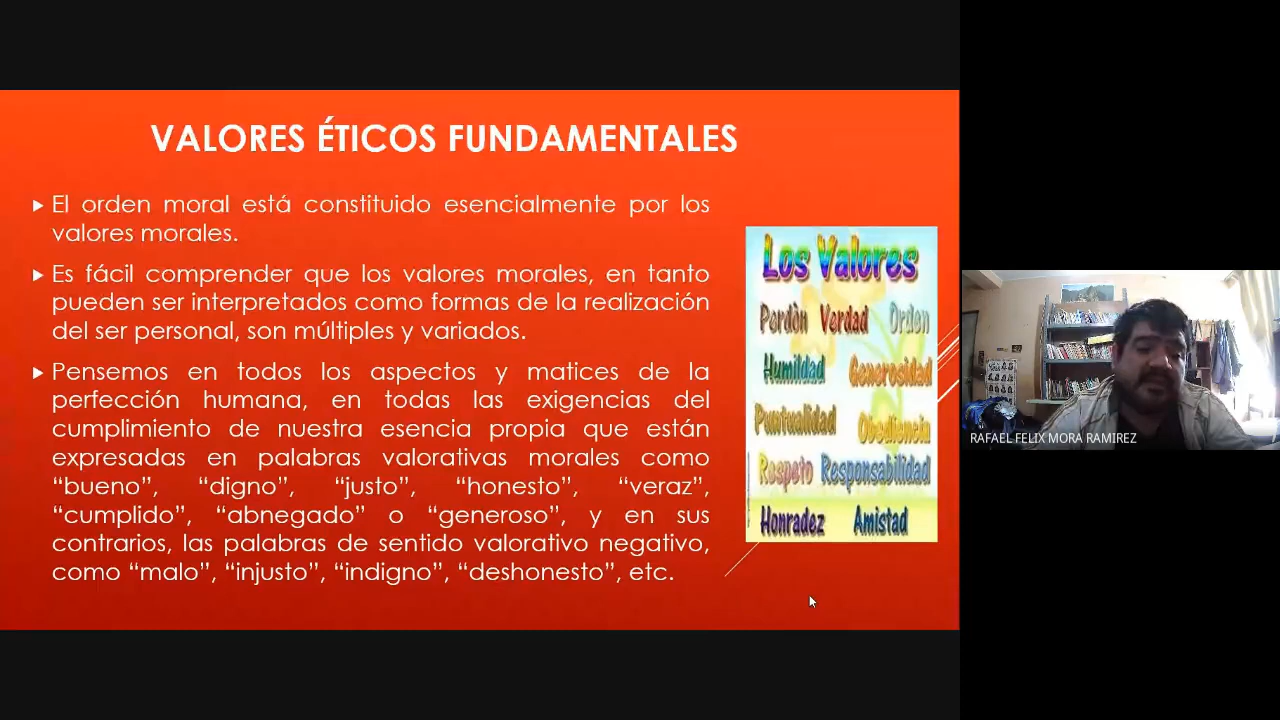 VALORES ÉTICOS FUNDAMENTALES
El orden moral está constituido esencialmente por los
valores morales.
Es fácil comprender que los valores morales, en tanto
pueden ser interpretados como formas de la realización
del ser personal, son múltiples y variados.
Pensemos en todos los aspectos y matices de la
perfección humana, en todas las exigencias del
cumplimiento de nuestra esencia propia que están
expresadas en palabras valorativas morales como
“bueno”, “digno”, “justo”, “honesto”, “veraz”,
“cumplido”, “abnegado” o “generoso”, y en sus
contrarios, las palabras de sentido valorativo negativo,
como “malo”, “injusto”, “indigno”, “deshonesto”, etc.
Los Valores
Perdòn Verdad Orden
Humildad Generosidad
Puntualidad Obediencia
Respeto Responsabilidad
Honradez Amistad
RAFAEL FELIX MORA RAMIREZ